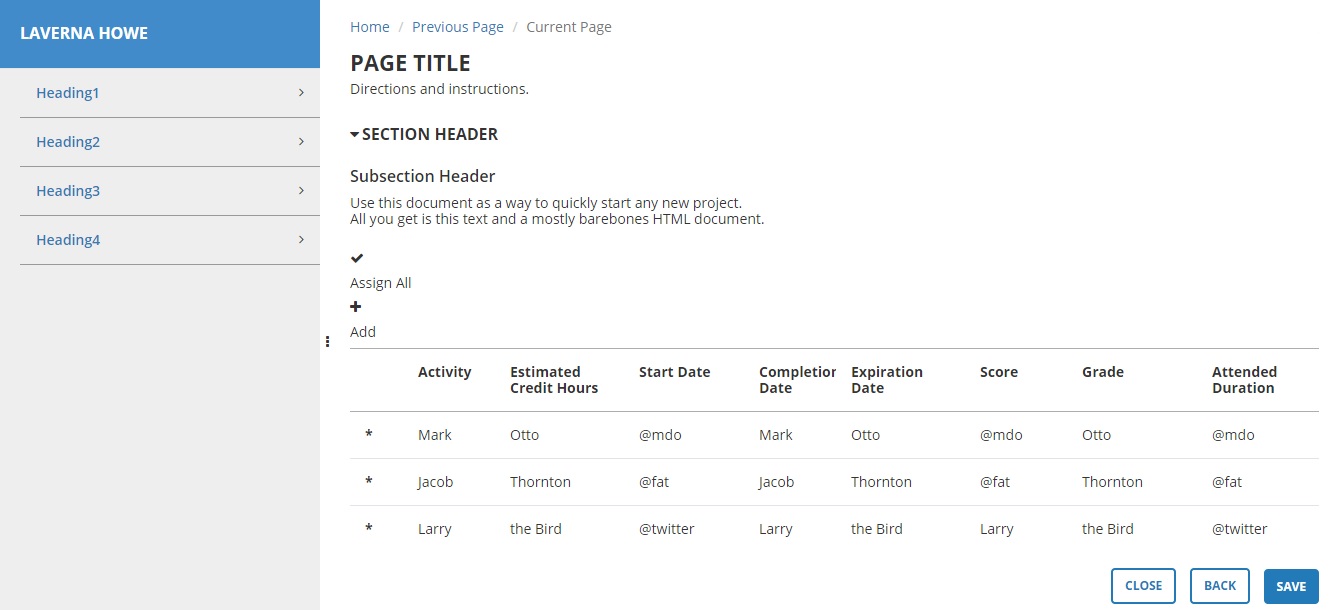 LAVERNA HOWE
Heading1
Heading2
Heading3
Heading4
Home / Previous Page / Current Page
PAGE TITLE
Directions and instructions.
SECTION HEADER
Subsection Header
Use this document as a way to quickly start any new project.
All you get is this text and a mostly barebones HTML document.
Assign All
Add
Activity Estimated Start Date Completior Expiration Score Grade Attended
Credit Hours Date Date Duration
* Mark Otto @mdo Mark Otto @mdo Otto @mdo
* Jacob Thornton @fat Jacob Thornton @fat Thornton @fat
* Larry the Bird @twitter Larry the Bird Larry the Bird @twitter
CLOSE BACK SAVE